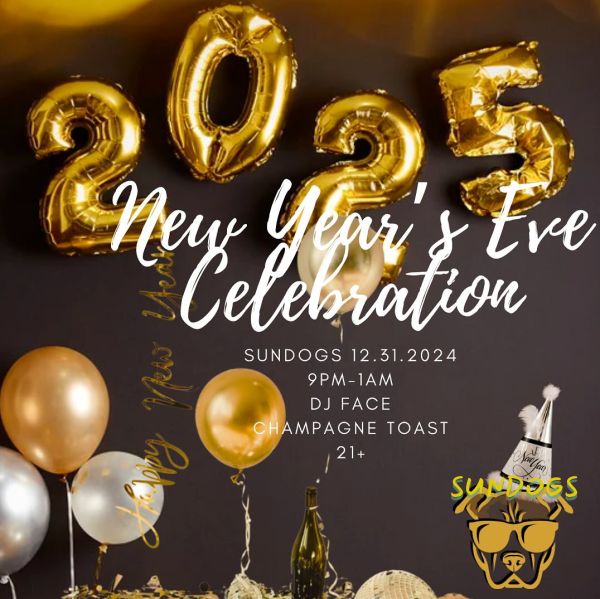 2025
New Year's Eve
Celebration
Happy New Year
SUNDOGS 12.31.2024
9PM-1AM
DJ FACE
CHAMPAGNE TOAST
21+
New Year
SUNDOGS